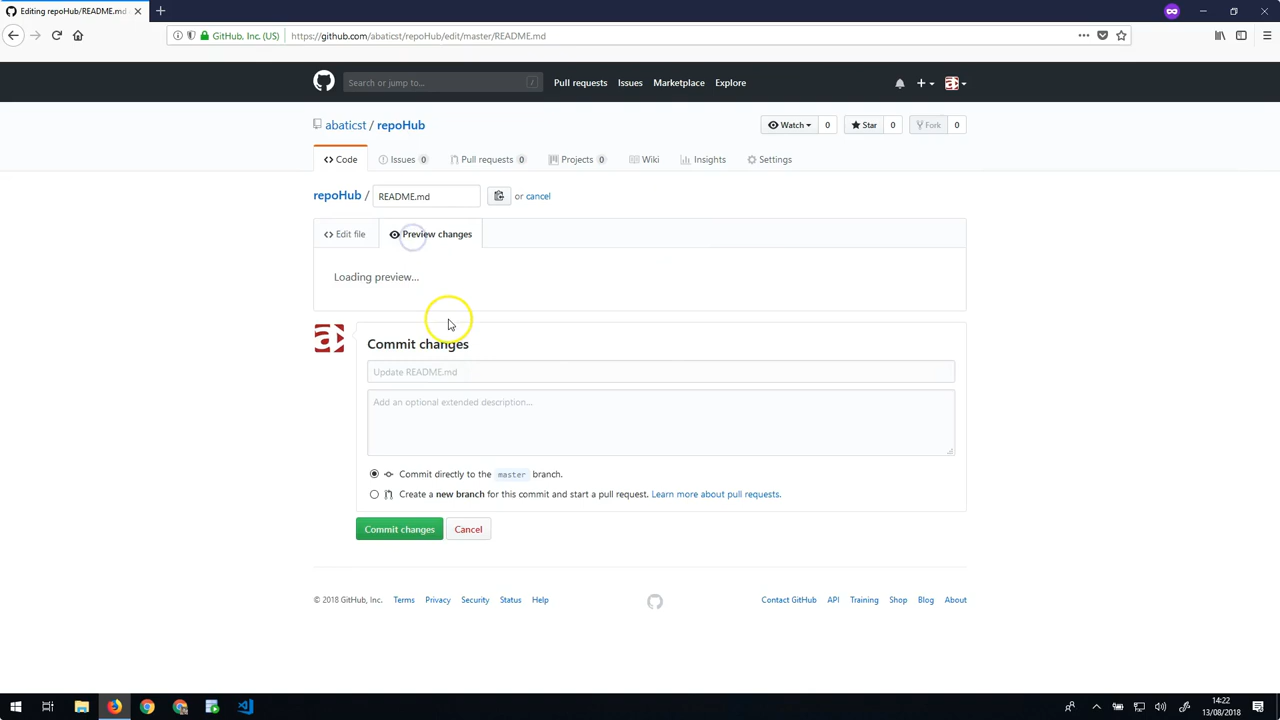 Editing repoHub/README.md
GitHub, Inc. (US)
https://github.com/abaticst/repoHub/edit/master/README.md
Search or jump to...
/
Pull requests
Issues
Marketplace
Explore
abaticst / repoHub
Watch
0
Star
0
Fork
0
Code
Issues 0
Pull requests 0
Projects 0
Wiki
Insights
Settings
repoHub / README.md or cancel
Edit file
Preview changes
Loading preview...
Commit changes
Update README.md
Add an optional extended description...
Commit directly to the master branch.
Create a new branch for this commit and start a pull request. Learn more about pull requests.
Commit changes
Cancel
© 2018 GitHub, Inc.
Terms
Privacy
Security
Status
Help
Contact GitHub
API
Training
Shop
Blog
About
14:22
13/08/2018